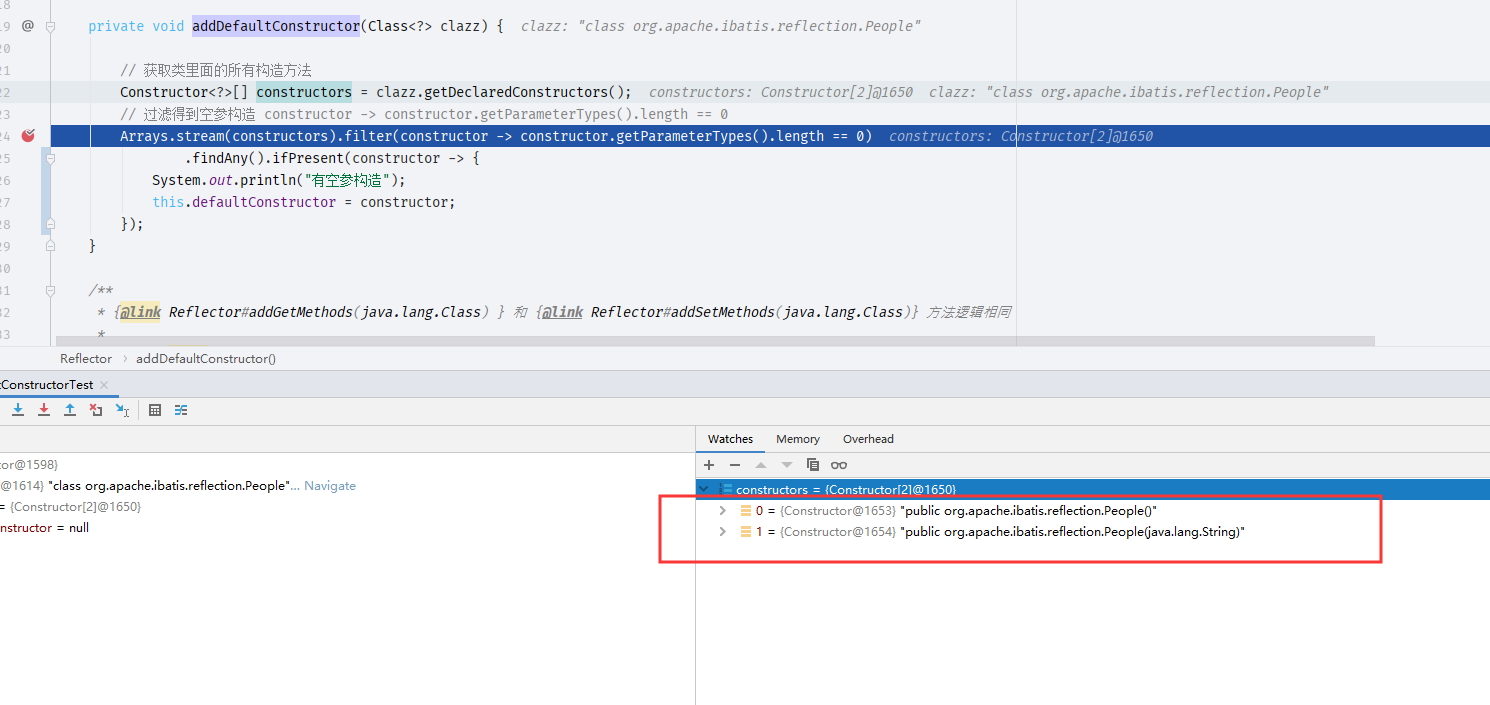 18
19 @ private void addDefaultConstructor(Class<?> clazz) { clazz: "class org.apache.ibatis.reflection.People"
20
21 // 获取类里面的所有构造方法
22 Constructor<?>[] constructors = clazz.getDeclaredConstructors(); constructors: Constructor[2]@1650 clazz: "class org.apache.ibatis.reflection.People"
23 // 过滤得到空参构造 constructor -> constructor.getParameterTypes().length == 0
24 Arrays.stream(constructors).filter(constructor -> constructor.getParameterTypes().length == 0) constructors: Constructor[2]@1650
25 .findAny().ifPresent(constructor -> {
26 System.out.println("有空参构造");
27 this.defaultConstructor = constructor;
28 });
29 }
30
31 /**
32 * {@link Reflector#addGetMethods(java.lang.Class) } 和 {@link Reflector#addSetMethods(java.lang.Class)} 方法逻辑相同
33 *
Reflector › addDefaultConstructor()
tConstructorTest ×
Watches Memory Overhead
tor@1598}
@1614} "class org.apache.ibatis.reflection.People"... Navigate
= {Constructor[2]@1650}
nstructor = null
constructors = {Constructor[2]@1650}
0 = {Constructor@1653} "public org.apache.ibatis.reflection.People()"
1 = {Constructor@1654} "public org.apache.ibatis.reflection.People(java.lang.String)"